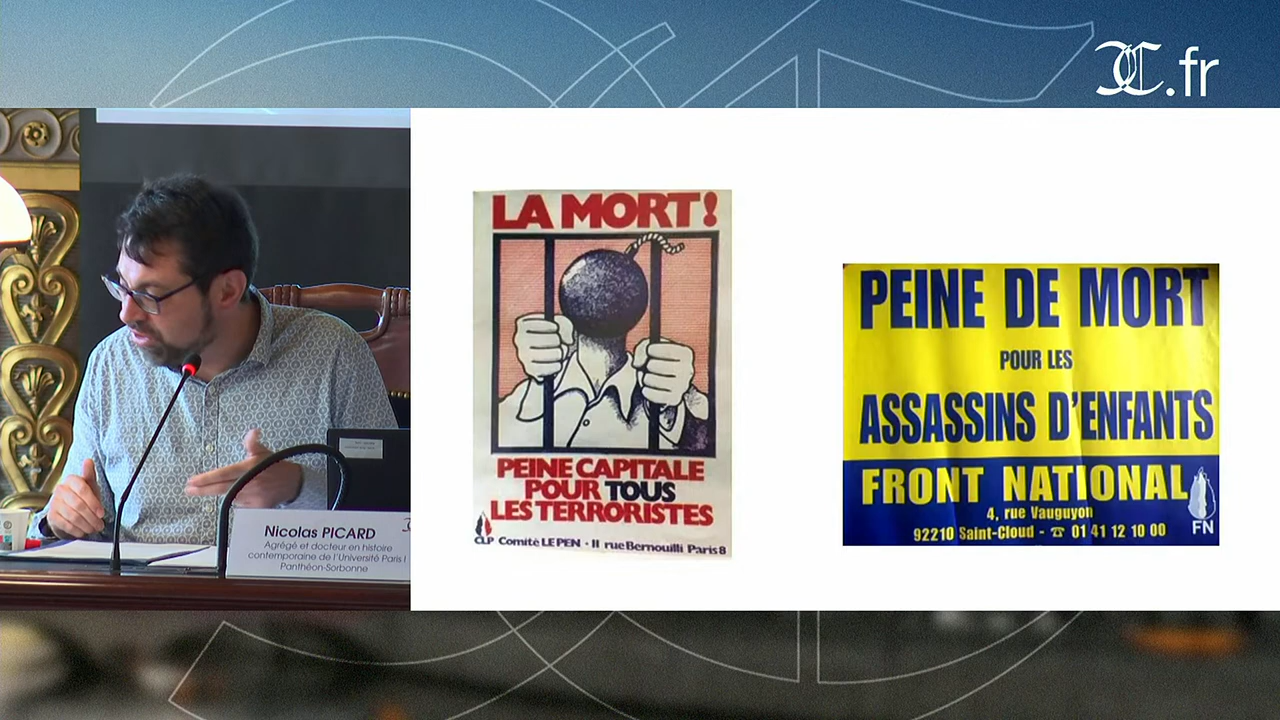 CC.fr
LA MORT!
PEINE CAPITALE
POUR TOUS
LES TERRORISTES
CLP Comité LE PEN - 11 rue Bernouilli Paris 8
PEINE DE MORT
POUR LES
ASSASSINS D'ENFANTS
FRONT NATIONAL
4, rue Vauguyon
92210 Saint-Cloud - ☎ 01 41 12 10 00
FN
Nicolas PICARD
Agrégé et docteur en histoire
contemporaine de l'Université Paris I
Panthéon-Sorbonne